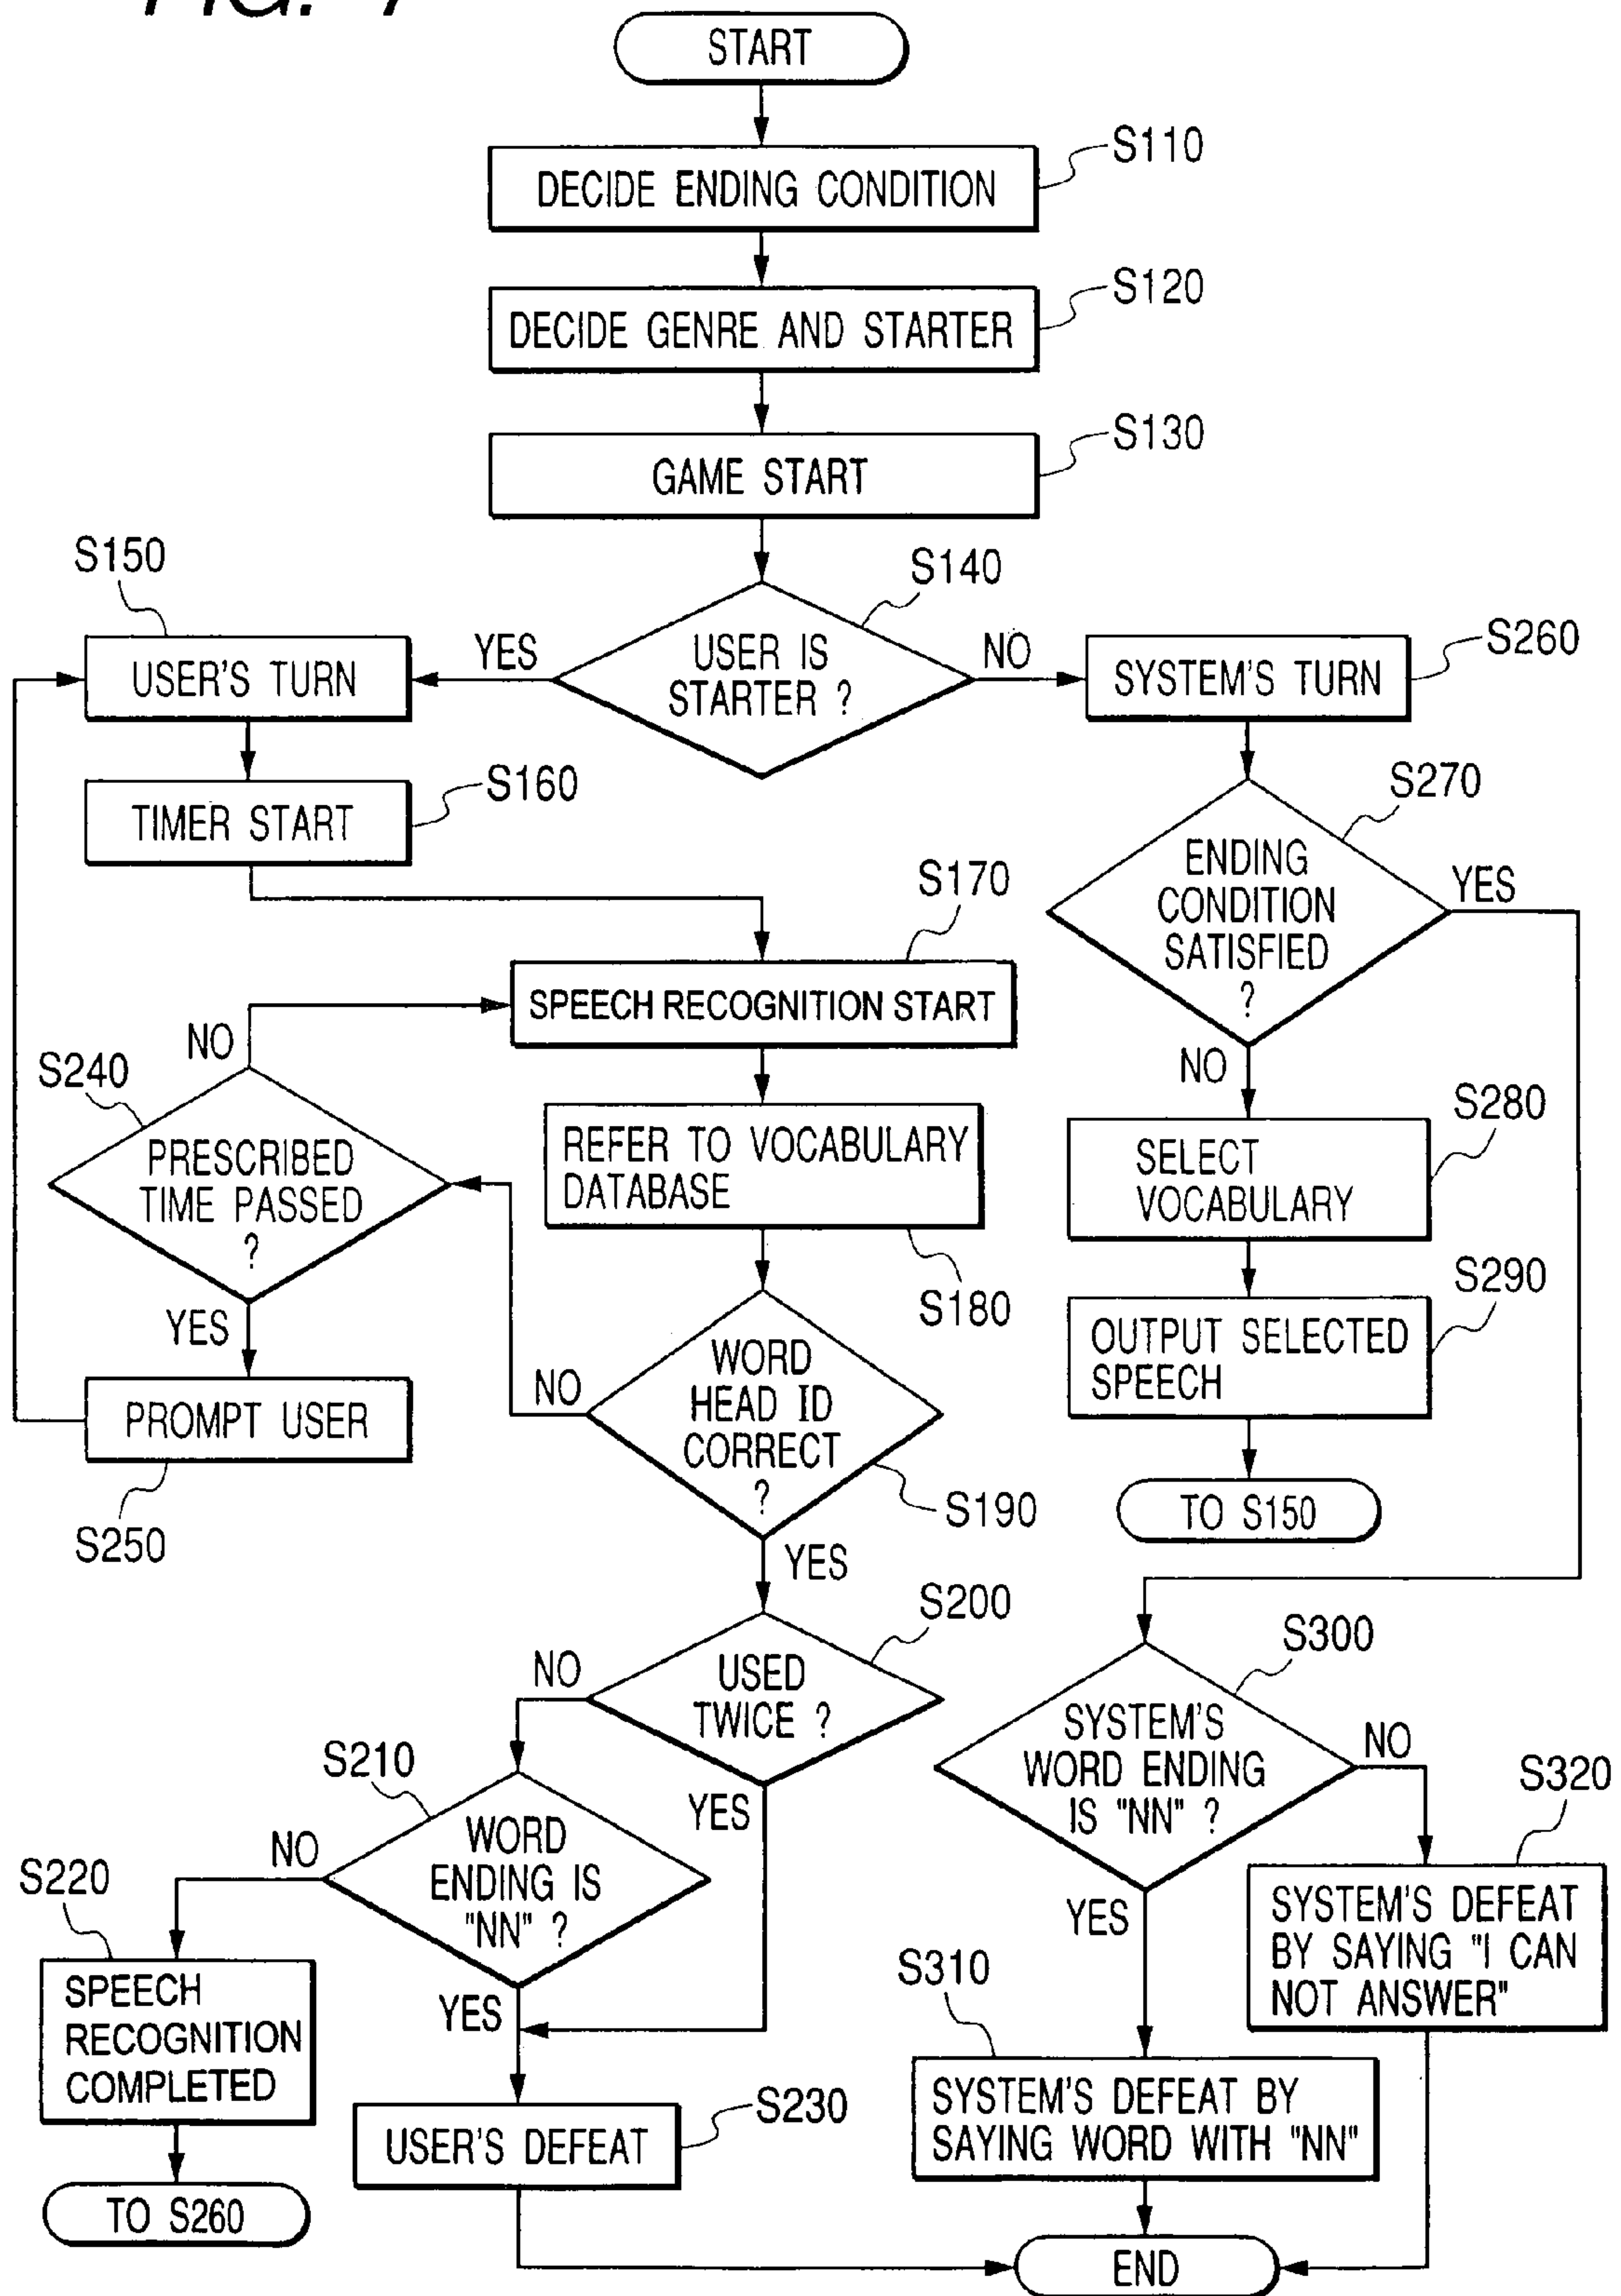 START
S110
DECIDE ENDING CONDITION
S120
DECIDE GENRE AND STARTER
S130
GAME START
S150
S140
USER'S TURN
YES
USER IS
STARTER ?
NO
SYSTEM'S TURN
S260
TIMER START
S160
S270
ENDING
CONDITION
SATISFIED
?
YES
NO
S170
SPEECH RECOGNITION START
NO
S240
PRESCRIBED
TIME PASSED
?
YES
REFER TO VOCABULARY
DATABASE
S180
S280
SELECT
VOCABULARY
S290
OUTPUT SELECTED
SPEECH
TO S150
PROMPT USER
S250
NO
WORD
HEAD ID
CORRECT
?
S190
YES
S200
NO
USED
TWICE ?
YES
S300
SYSTEM'S
WORD ENDING
IS "NN" ?
NO
YES
S320
SYSTEM'S DEFEAT
BY SAYING "I CAN
NOT ANSWER"
S210
NO
WORD
ENDING IS
"NN" ?
YES
S220
SPEECH
RECOGNITION
COMPLETED
TO S260
S230
USER'S DEFEAT
S310
SYSTEM'S DEFEAT BY
SAYING WORD WITH "NN"
END